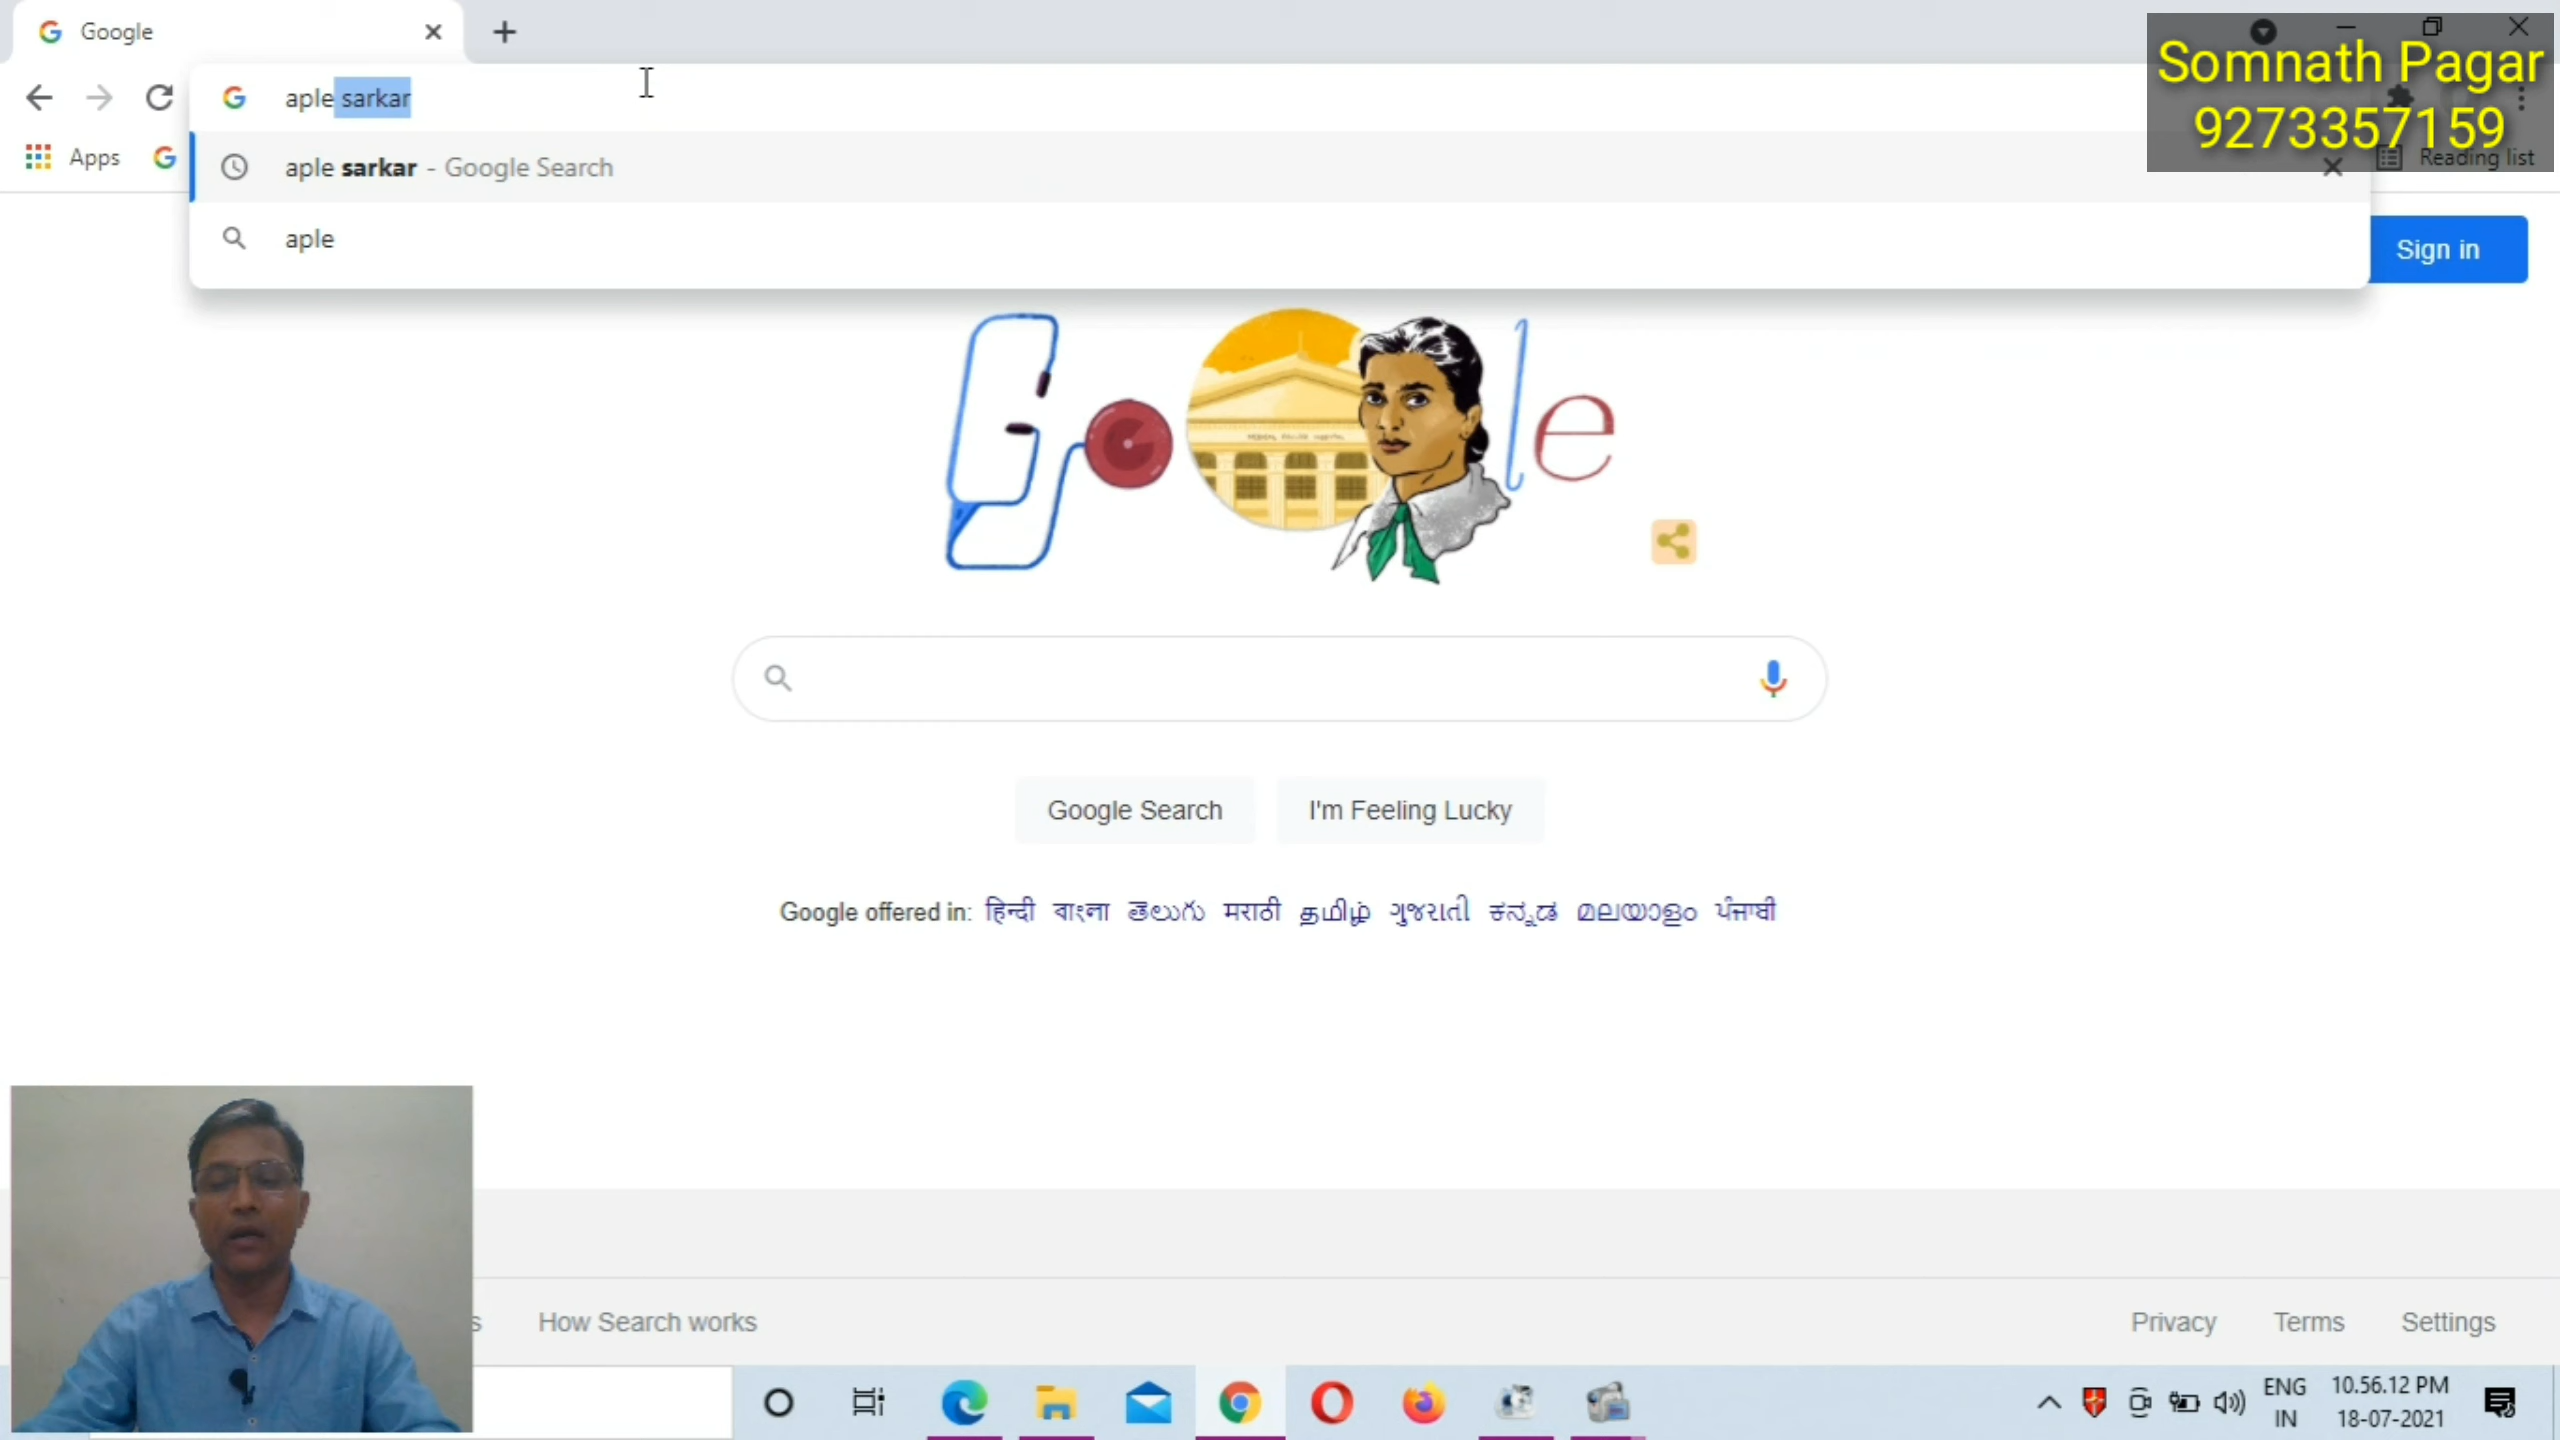 Google
Somnath Pagar
9273357159
aple sarkar
Apps
aple sarkar - Google Search
Reading list
aple
Sign in
Google
Google Search
I'm Feeling Lucky
Google offered in: हिन्दी বাংলা తెలుగు मराठी தமிழ் ગુજરાતી ಕನ್ನಡ മലയാളം ਪੰਜਾਬੀ
s
How Search works
Privacy
Terms
Settings
ENG
IN
10.56.12 PM
18-07-2021